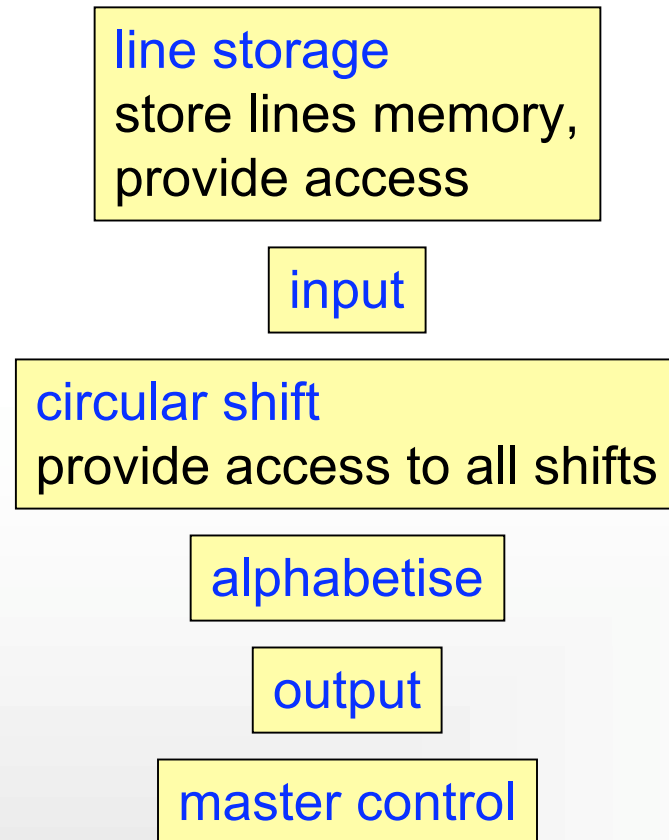 line storage
store lines memory,
provide access
input
circular shift
provide access to all shifts
alphabetise
output
master control